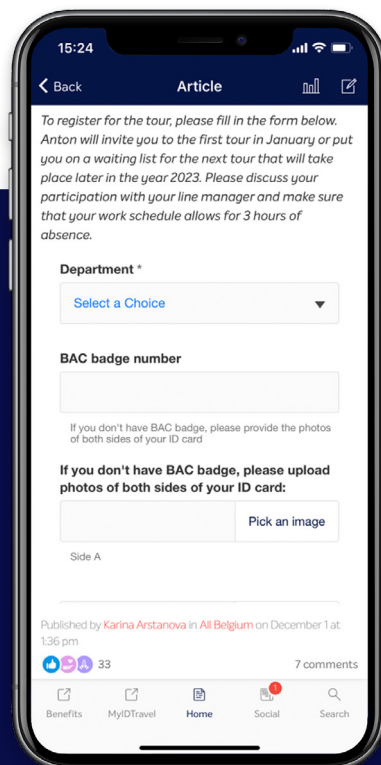 15:24
Back
Article
To register for the tour, please fill in the form below.
Anton will invite you to the first tour in January or put
you on a waiting list for the next tour that will take
place later in the year 2023. Please discuss your
participation with your line manager and make sure
that your work schedule allows for 3 hours of
absence.
Department *
Select a Choice
BAC badge number
If you don't have BAC badge, please provide the photos
of both sides of your ID card
If you don't have BAC badge, please upload
photos of both sides of your ID card:
Pick an image
Side A
Published by Karina Arstanova in All Belgium on December 1 at
1:36 pm
33
7 comments
1
Benefits
MyIDTravel
Home
Social
Search